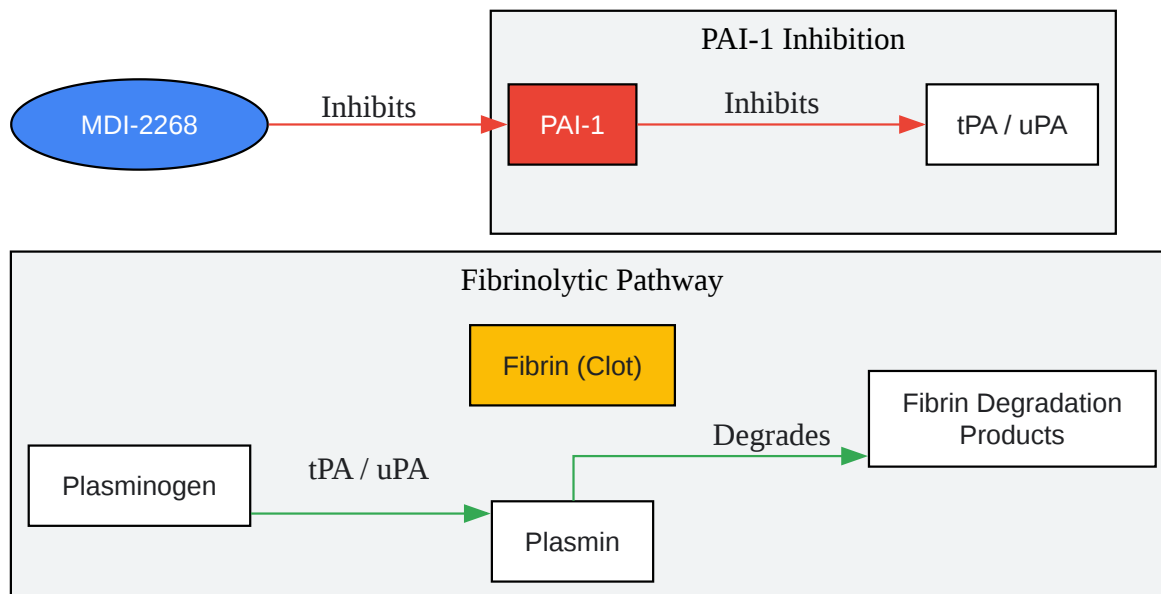 PAI-1 Inhibition
MDI-2268
Inhibits
PAI-1
Inhibits
tPA / uPA
Fibrinolytic Pathway
Fibrin (Clot)
Fibrin Degradation
Products
Degrades
Plasminogen
tPA / uPA
Plasmin